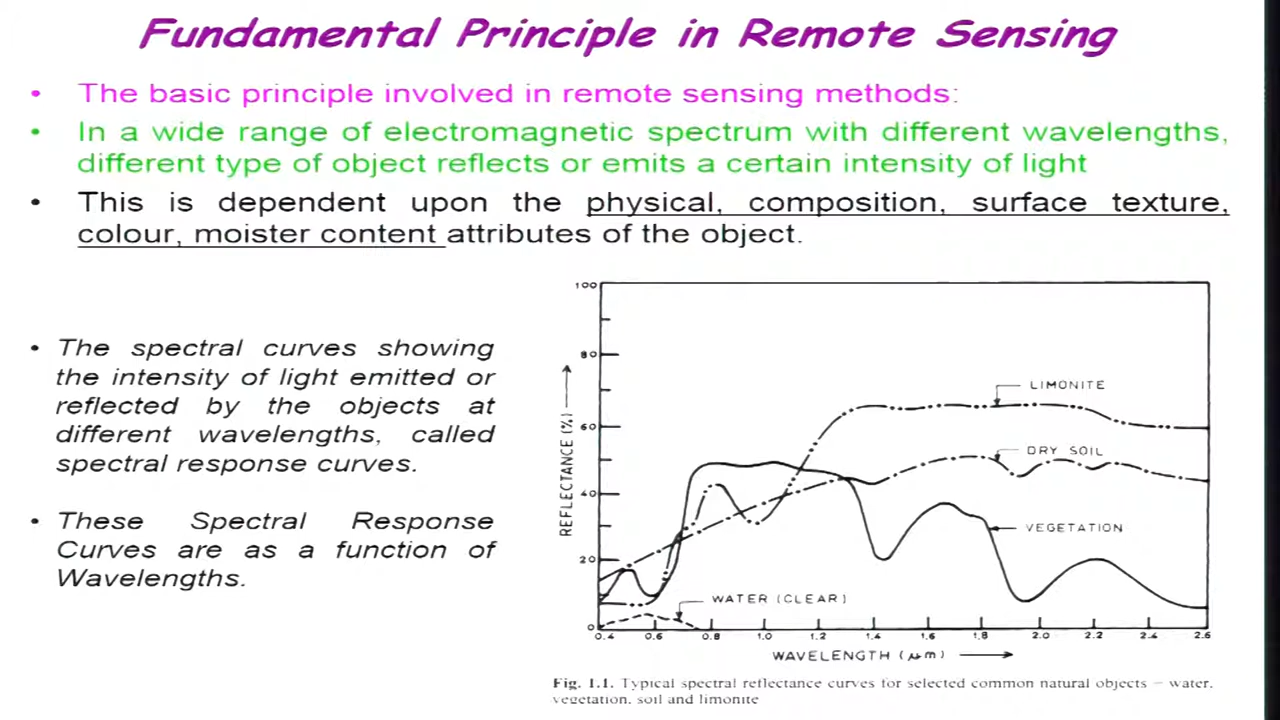 Fundamental Principle in Remote Sensing
• The basic principle involved in remote sensing methods:
• In a wide range of electromagnetic spectrum with different wavelengths,
different type of object reflects or emits a certain intensity of light
• This is dependent upon the physical, composition, surface texture,
colour, moister content attributes of the object.
• The spectral curves showing
the intensity of light emitted or
reflected by the objects at
different wavelengths, called
spectral response curves.
• These Spectral Response
Curves are as a function of
Wavelengths.
100
80
60
40
20
0
REFLECTANCE (%)
LIMONITE
DRY SOIL
VEGETATION
WATER (CLEAR)
0.4 0.6 0.8 1.0 1.2 1.4 1.6 1.8 2.0 2.2 2.4 2.6
WAVELENGTH (μm)
Fig. 1.1. Typical spectral reflectance curves for selected common natural objects – water,
vegetation, soil and limonite